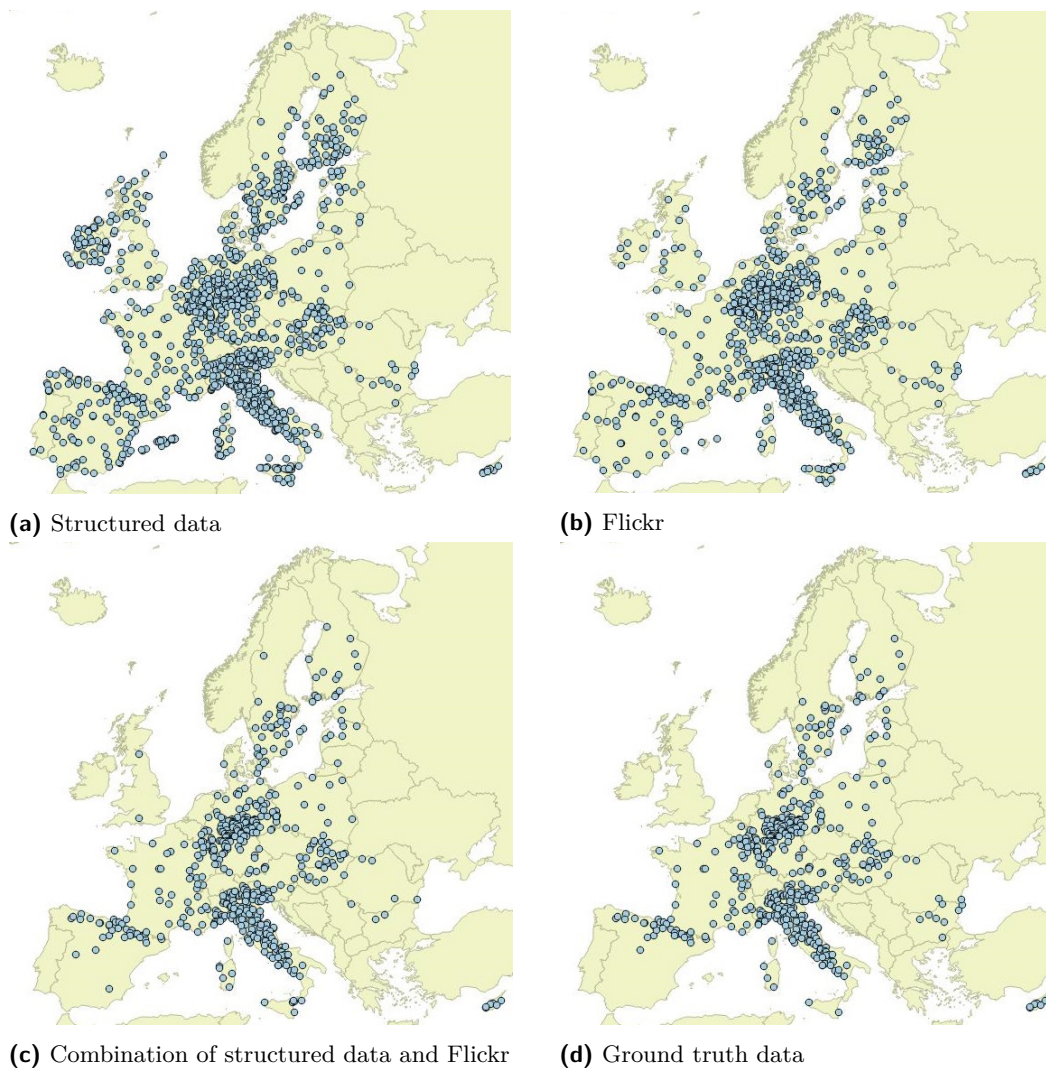 (a) Structured data
(b) Flickr
(c) Combination of structured data and Flickr
(d) Ground truth data